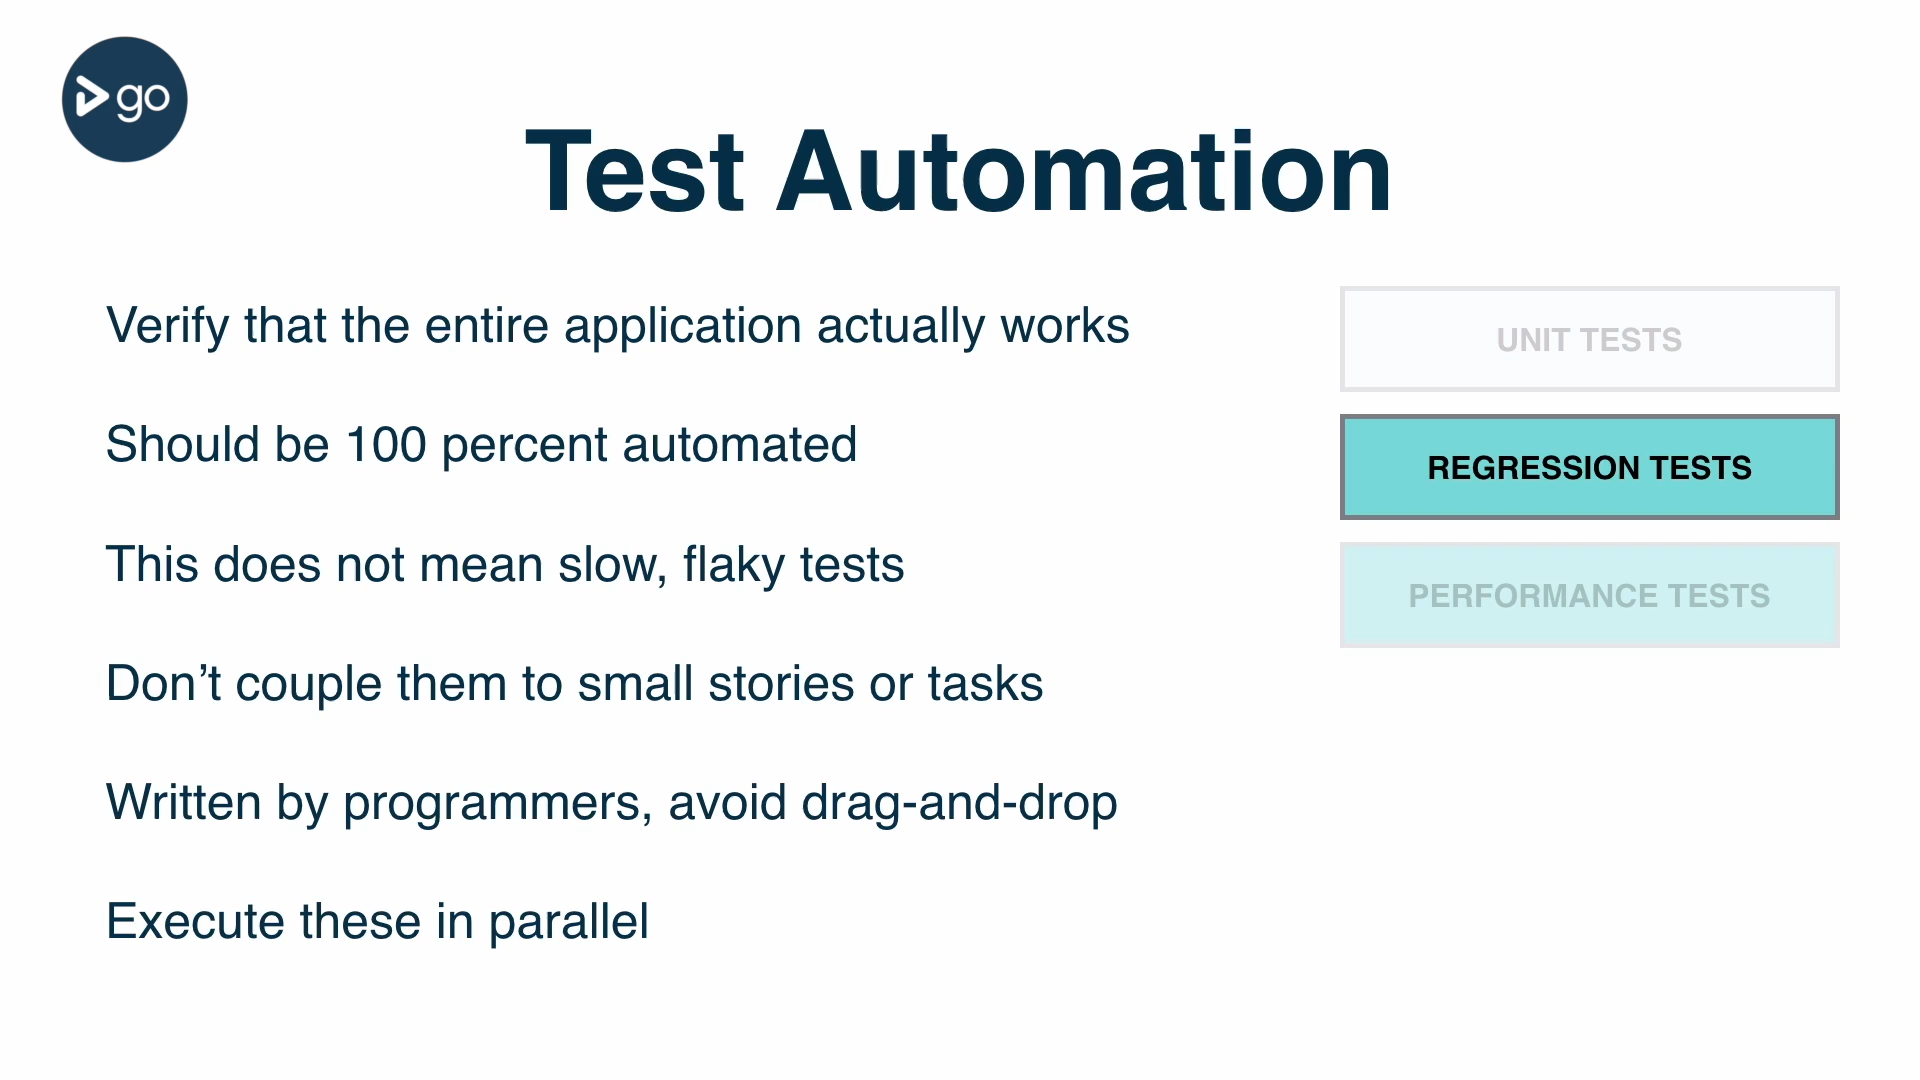 go
Test Automation
Verify that the entire application actually works
Should be 100 percent automated
This does not mean slow, flaky tests
Don’t couple them to small stories or tasks
Written by programmers, avoid drag-and-drop
Execute these in parallel
UNIT TESTS
REGRESSION TESTS
PERFORMANCE TESTS